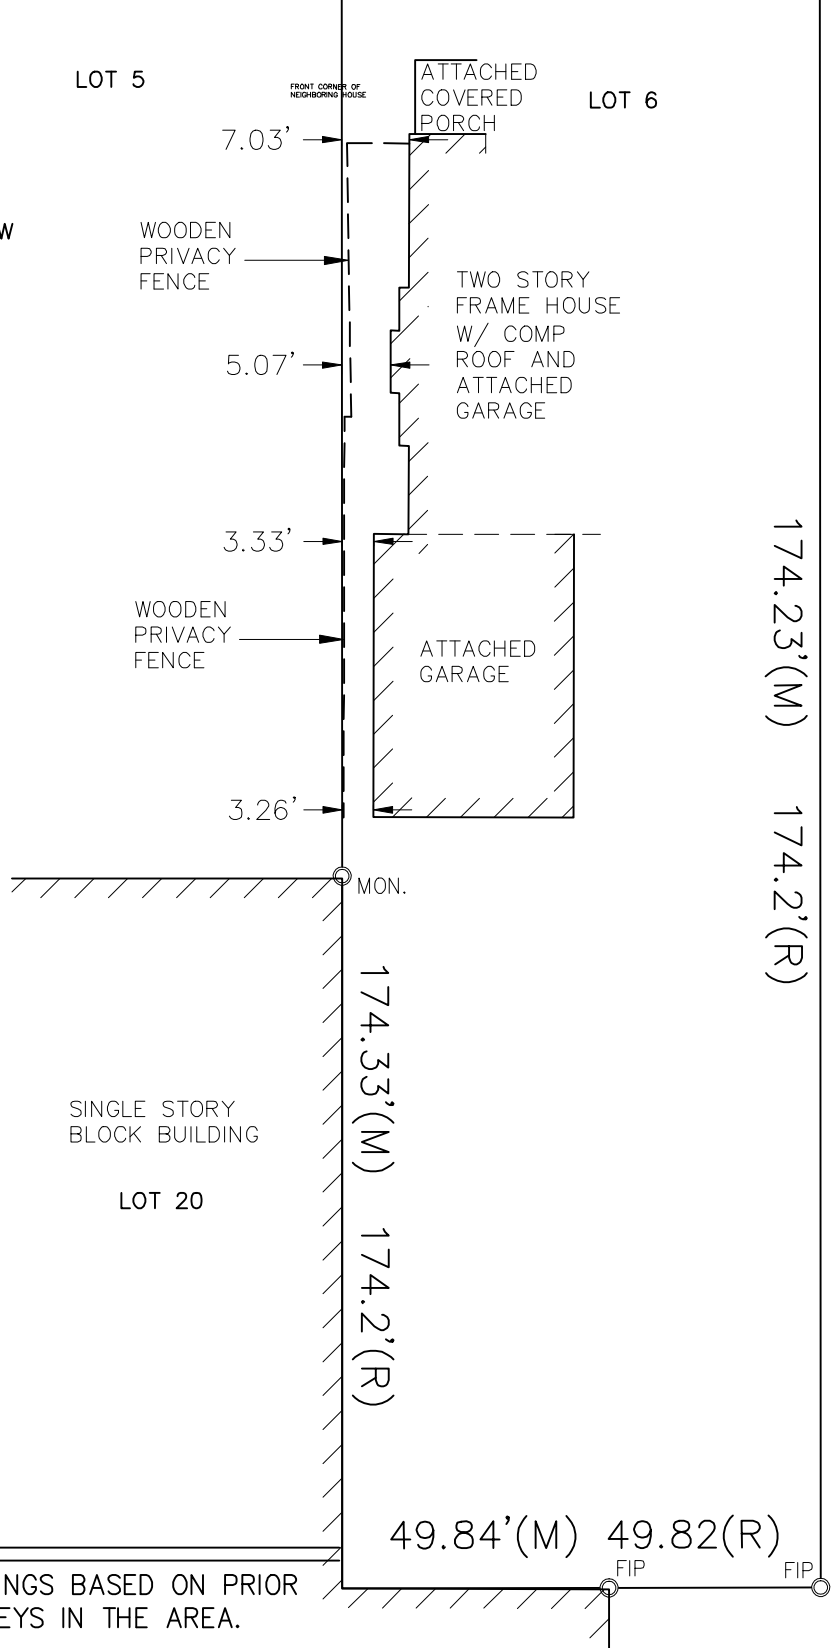 LOT 5
FRONT CORNER OF
NEIGHBORING HOUSE
ATTACHED
COVERED
PORCH
LOT 6
7.03'
W
WOODEN
PRIVACY
FENCE
TWO STORY
FRAME HOUSE
W/ COMP
ROOF AND
ATTACHED
GARAGE
5.07'
3.33'
WOODEN
PRIVACY
FENCE
ATTACHED
GARAGE
174.23'(M) 174.2'(R)
3.26'
MON.
174.33'(M) 174.2'(R)
SINGLE STORY
BLOCK BUILDING
LOT 20
49.84'(M) 49.82(R)
FIP
FIP
NGS BASED ON PRIOR
EYS IN THE AREA.